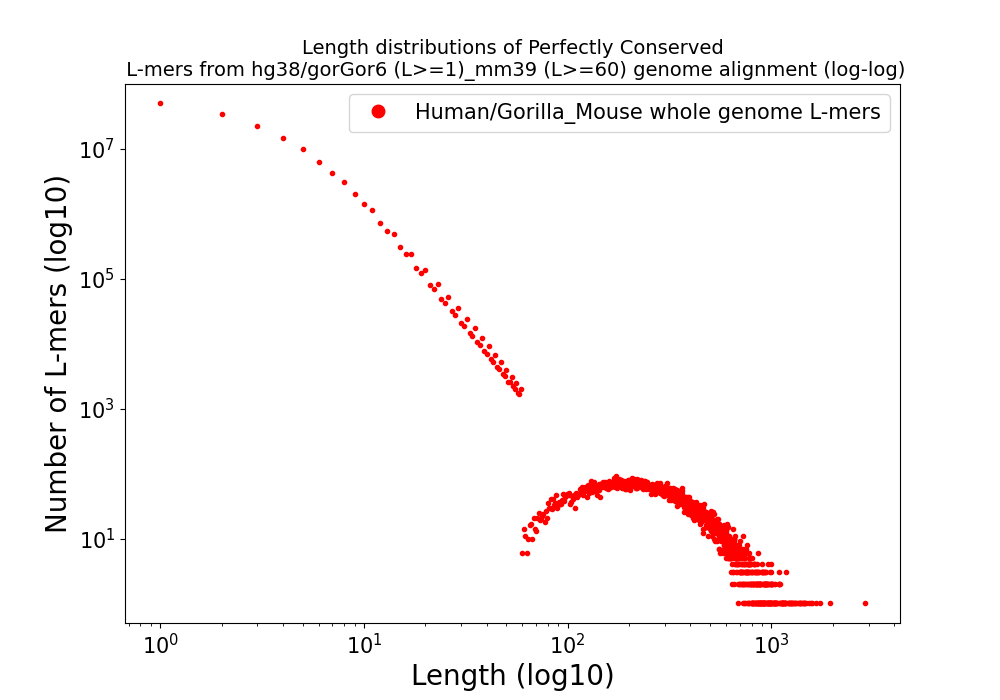 Length distributions of Perfectly Conserved
L-mers from hg38/gorGor6 (L>=1)_mm39 (L>=60) genome alignment (log-log)
Human/Gorilla_Mouse whole genome L-mers
Number of L-mers (log10)
10^7
10^5
10^3
10^1
10^0
10^1
10^2
10^3
Length (log10)